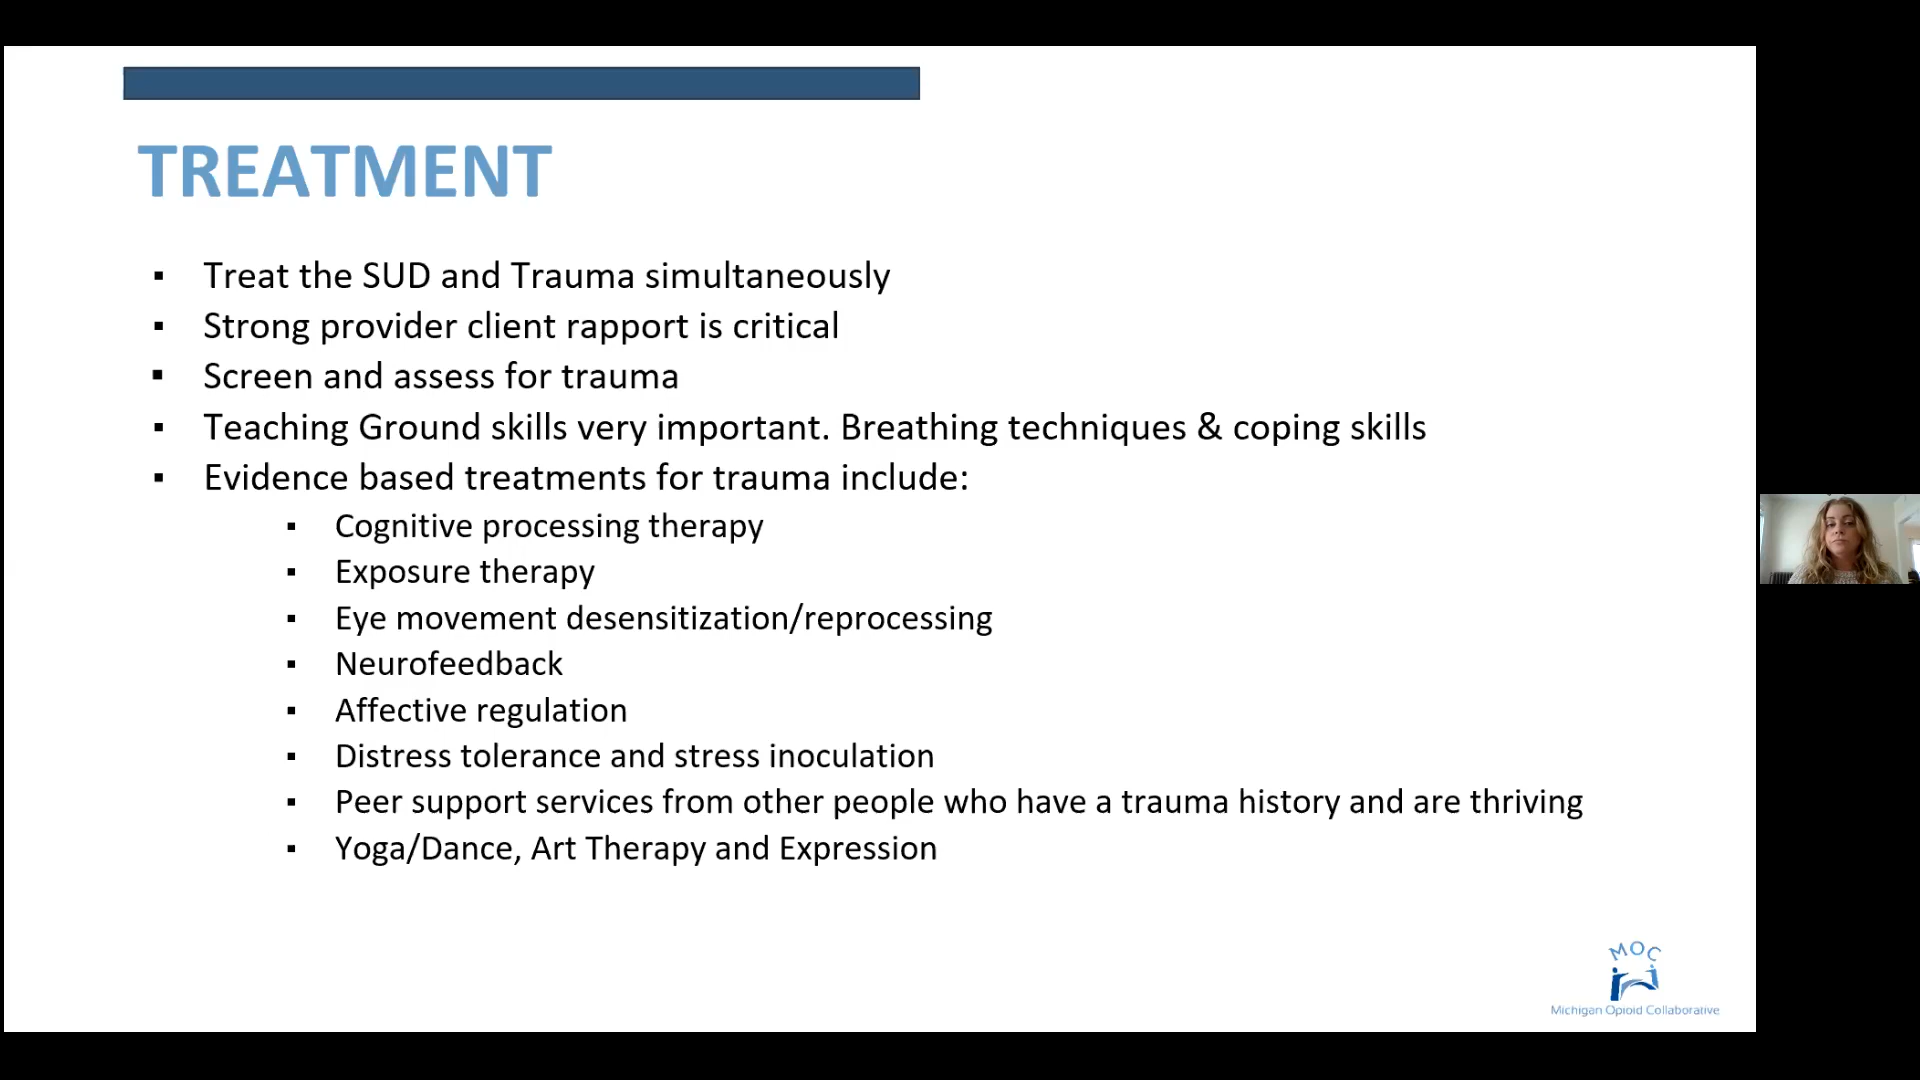 TREATMENT
Treat the SUD and Trauma simultaneously
Strong provider client rapport is critical
Screen and assess for trauma
Teaching Ground skills very important. Breathing techniques & coping skills
Evidence based treatments for trauma include:
Cognitive processing therapy
Exposure therapy
Eye movement desensitization/reprocessing
Neurofeedback
Affective regulation
Distress tolerance and stress inoculation
Peer support services from other people who have a trauma history and are thriving
Yoga/Dance, Art Therapy and Expression
MOC
Michigan Opioid Collaborative